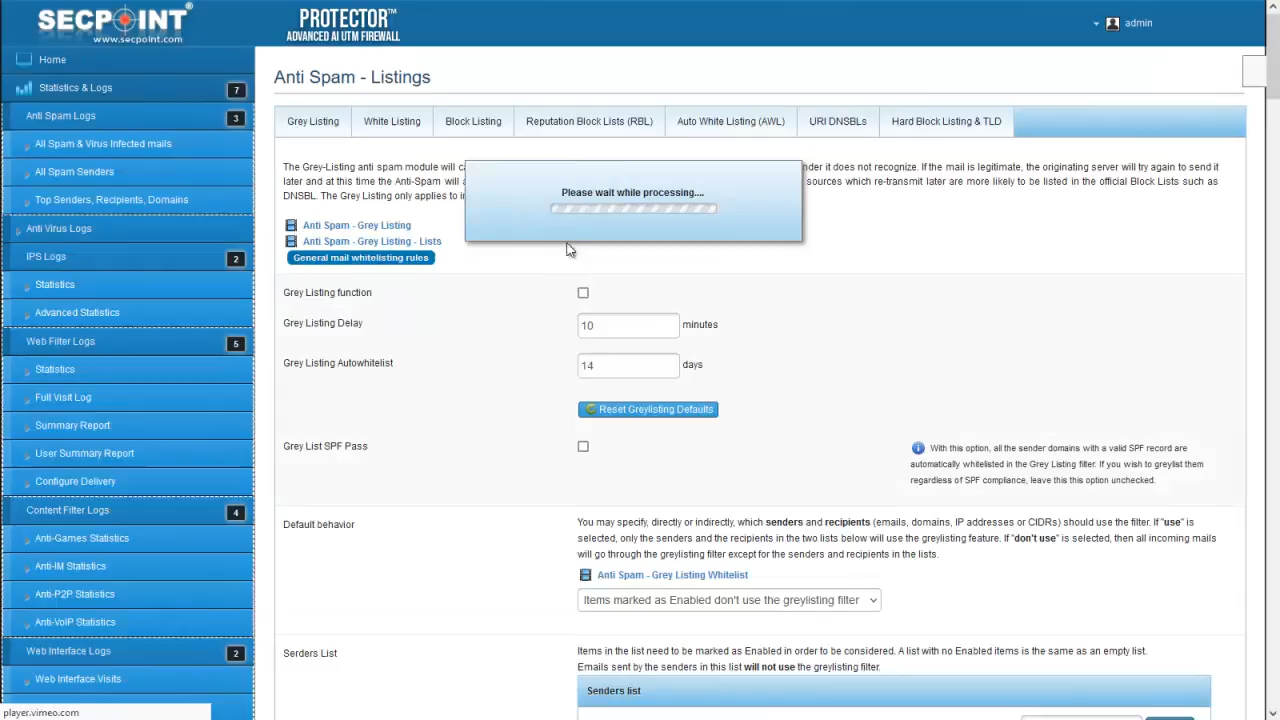 SECPOINT®
www.secpoint.com
PROTECTOR™
ADVANCED AI UTM FIREWALL
admin
Home
Statistics & Logs 7
Anti Spam Logs 3
All Spam & Virus Infected mails
All Spam Senders
Top Senders, Recipients, Domains
Anti Virus Logs
IPS Logs 2
Statistics
Advanced Statistics
Web Filter Logs 5
Statistics
Full Visit Log
Summary Report
User Summary Report
Configure Delivery
Content Filter Logs 4
Anti-Games Statistics
Anti-IM Statistics
Anti-P2P Statistics
Anti-VoIP Statistics
Web Interface Logs 2
Web Interface Visits
player.vimeo.com
Anti Spam - Listings
Grey Listing White Listing Block Listing Reputation Block Lists (RBL) Auto White Listing (AWL) URI DNSBLs Hard Block Listing & TLD
The Grey-Listing anti spam module will it does not recognize. If the mail is legitimate, the originating server will try again to send it
later and at this time the Anti-Spam will sources which re-transmit later are more likely to be listed in the official Block Lists such as
DNSBL. The Grey Listing only applies to
Please wait while processing....
Anti Spam - Grey Listing
Anti Spam - Grey Listing - Lists
General mail whitelisting rules
Grey Listing function
Grey Listing Delay 10 minutes
Grey Listing Autowhitelist 14 days
Reset Greylisting Defaults
Grey List SPF Pass
With this option, all the sender domains with a valid SPF record are
automatically whitelisted in the Grey Listing filter. If you wish to greylist them
regardless of SPF compliance, leave this this option unchecked.
Default behavior
You may specify, directly or indirectly, which senders and recipients (emails, domains, IP addresses or CIDRs) should use the filter. If "use" is
selected, only the senders and the recipients in the two lists below will use the greylisting feature. If "don't use" is selected, then all incoming mails
will go through the greylisting filter except for the senders and recipients in the lists.
Anti Spam - Grey Listing Whitelist
Items marked as Enabled don't use the greylisting filter
Serders List
Items in the list need to be marked as Enabled in order to be considered. A list with no Enabled items is the same as an empty list.
Emails sent by the senders in this list will not use the greylisting filter.
Senders list